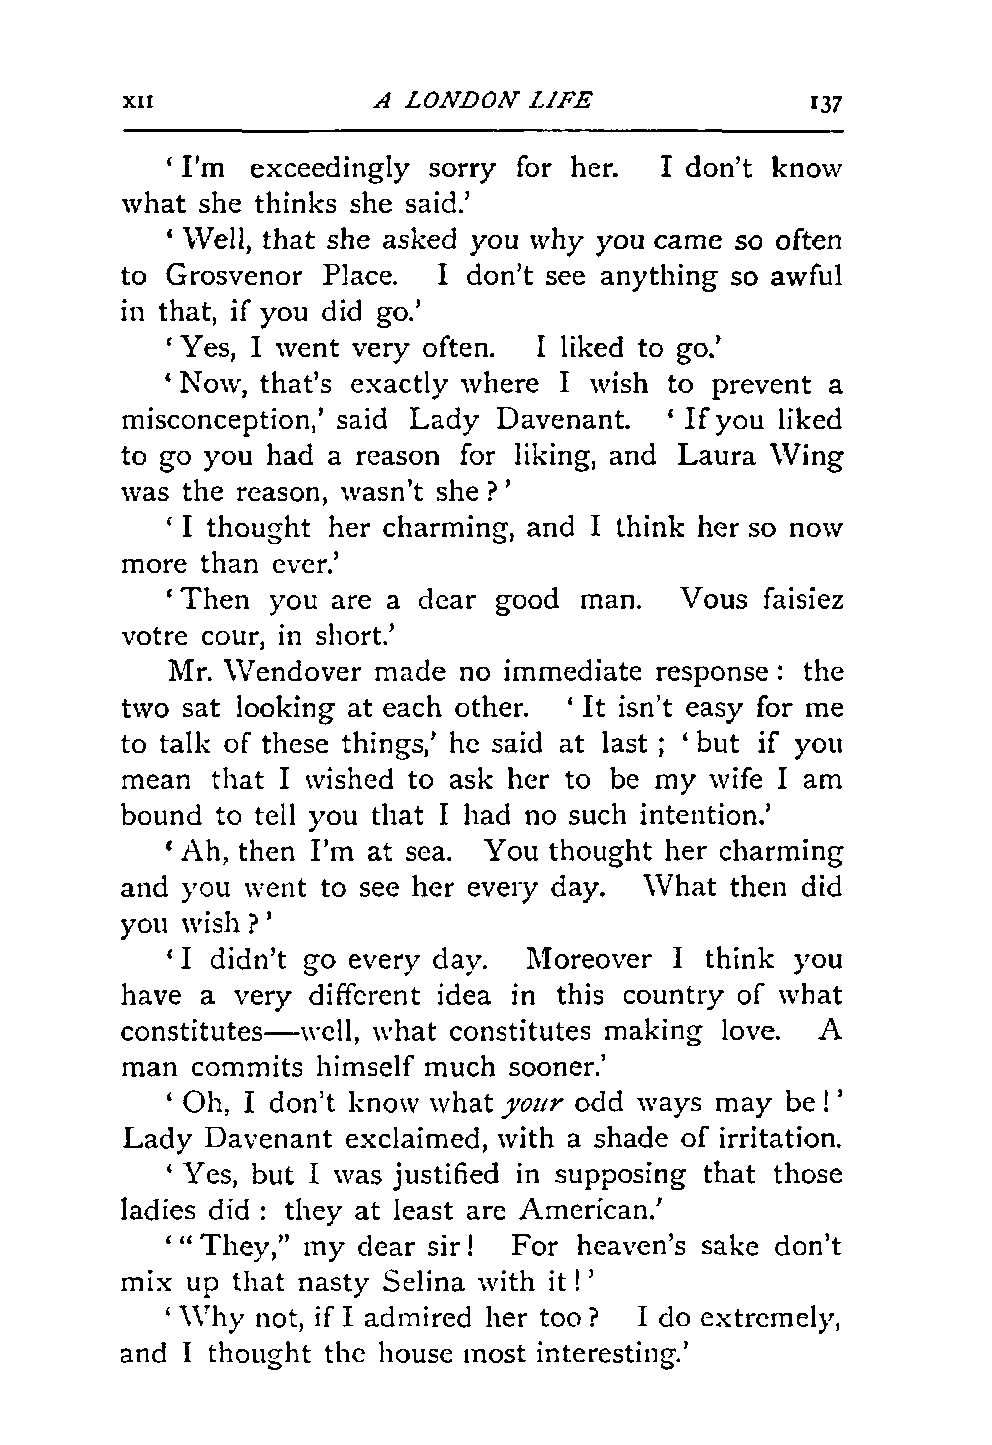 XII A LONDON LIFE 137
‘ I'm exceedingly sorry for her. I don't know
what she thinks she said.’
‘ Well, that she asked you why you came so often
to Grosvenor Place. I don't see anything so awful
in that, if you did go.’
‘ Yes, I went very often. I liked to go.’
‘ Now, that's exactly where I wish to prevent a
misconception,’ said Lady Davenant. ‘ If you liked
to go you had a reason for liking, and Laura Wing
was the reason, wasn't she ? ’
‘ I thought her charming, and I think her so now
more than ever.’
‘ Then you are a dear good man. Vous faisiez
votre cour, in short.’
Mr. Wendover made no immediate response : the
two sat looking at each other. ‘ It isn't easy for me
to talk of these things,’ he said at last ; ‘ but if you
mean that I wished to ask her to be my wife I am
bound to tell you that I had no such intention.’
‘ Ah, then I'm at sea. You thought her charming
and you went to see her every day. What then did
you wish ? ’
‘ I didn't go every day. Moreover I think you
have a very different idea in this country of what
constitutes—well, what constitutes making love. A
man commits himself much sooner.’
‘ Oh, I don't know what your odd ways may be ! ’
Lady Davenant exclaimed, with a shade of irritation.
‘ Yes, but I was justified in supposing that those
ladies did : they at least are American.’
‘ “ They,” my dear sir ! For heaven's sake don't
mix up that nasty Selina with it ! ’
‘ Why not, if I admired her too ? I do extremely,
and I thought the house most interesting.’